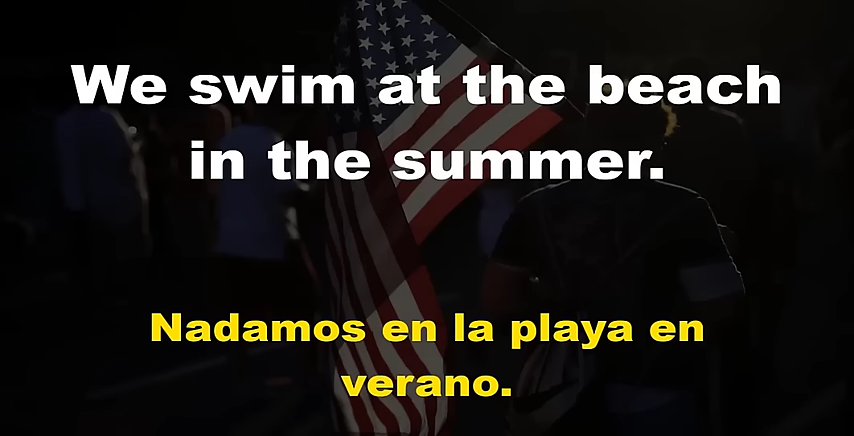 We swim at the beach
in the summer.
Nadamos en la playa en
verano.